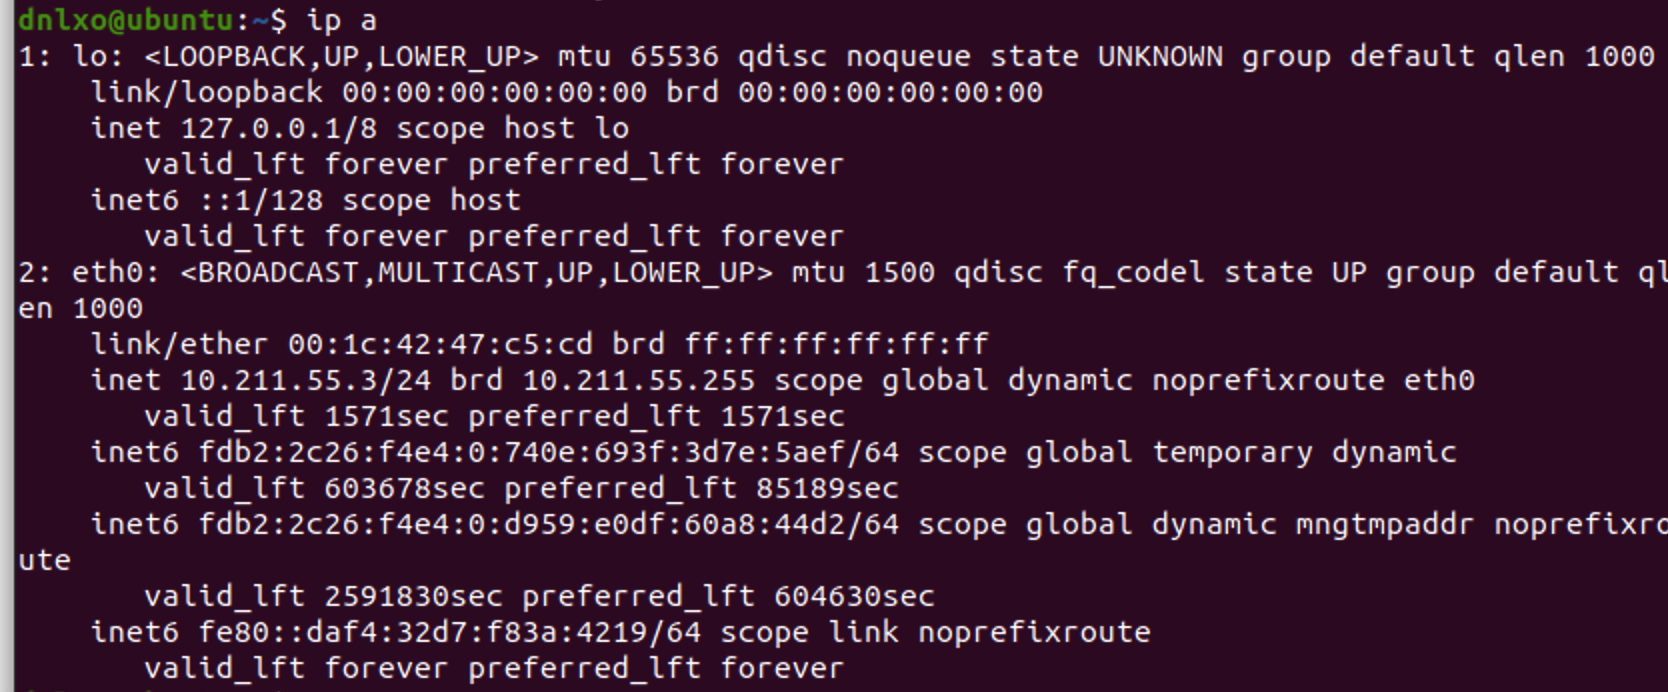 dnlxo@ubuntu:~$ ip a
1: lo: <LOOPBACK,UP,LOWER_UP> mtu 65536 qdisc noqueue state UNKNOWN group default qlen 1000
link/loopback 00:00:00:00:00:00 brd 00:00:00:00:00:00
inet 127.0.0.1/8 scope host lo
valid_lft forever preferred_lft forever
inet6 ::1/128 scope host
valid_lft forever preferred_lft forever
2: eth0: <BROADCAST,MULTICAST,UP,LOWER_UP> mtu 1500 qdisc fq_codel state UP group default ql
en 1000
link/ether 00:1c:42:47:c5:cd brd ff:ff:ff:ff:ff:ff
inet 10.211.55.3/24 brd 10.211.55.255 scope global dynamic noprefixroute eth0
valid_lft 1571sec preferred_lft 1571sec
inet6 fdb2:2c26:f4e4:0:740e:693f:3d7e:5aef/64 scope global temporary dynamic
valid_lft 603678sec preferred_lft 85189sec
inet6 fdb2:2c26:f4e4:0:d959:e0df:60a8:44d2/64 scope global dynamic mngtmpaddr noprefixro
ute
valid_lft 2591830sec preferred_lft 604630sec
inet6 fe80::daf4:32d7:f83a:4219/64 scope link noprefixroute
valid_lft forever preferred_lft forever